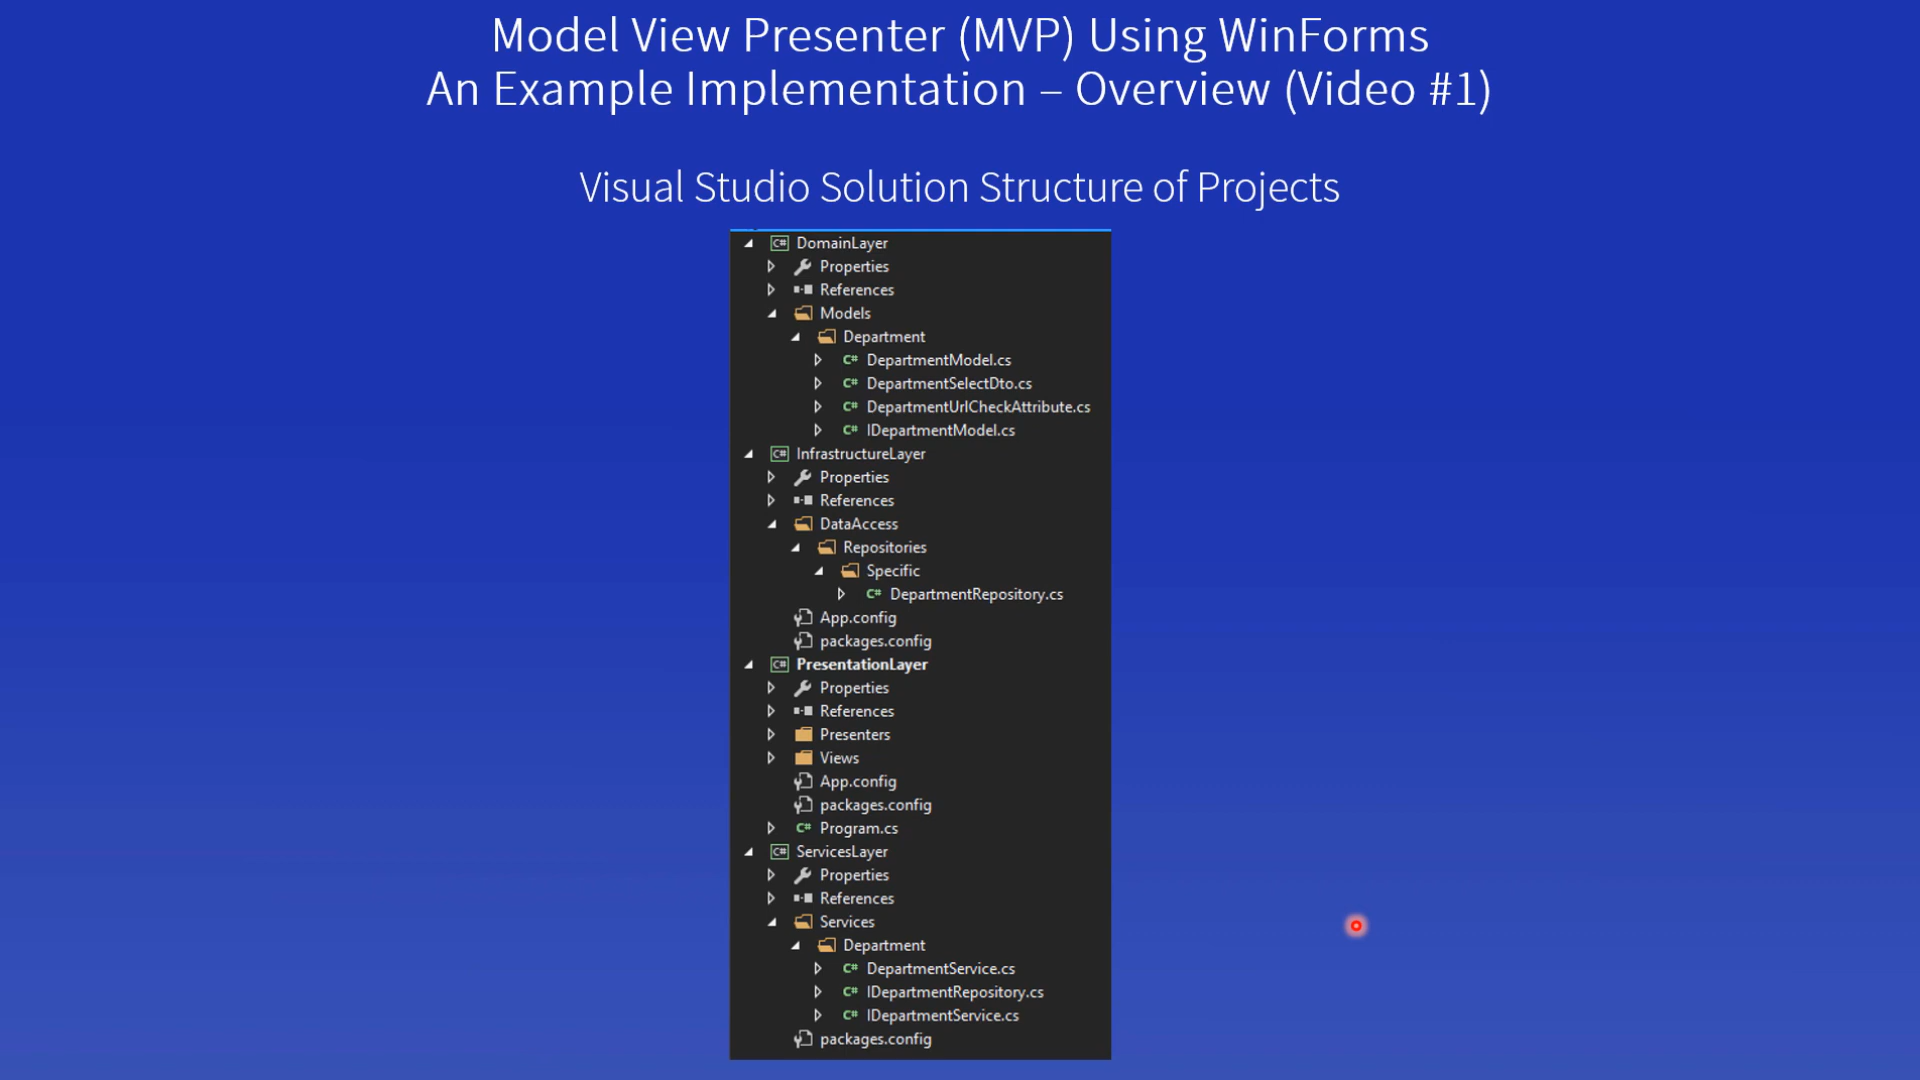 Model View Presenter (MVP) Using WinForms
An Example Implementation – Overview (Video #1)
Visual Studio Solution Structure of Projects
C# DomainLayer
Properties
References
Models
Department
C# DepartmentModel.cs
C# DepartmentSelectDto.cs
C# DepartmentUrlCheckAttribute.cs
C# IDepartmentModel.cs
C# InfrastructureLayer
Properties
References
DataAccess
Repositories
Specific
C# DepartmentRepository.cs
App.config
packages.config
C# PresentationLayer
Properties
References
Presenters
Views
App.config
packages.config
C# Program.cs
C# ServicesLayer
Properties
References
Services
Department
C# DepartmentService.cs
C# IDepartmentRepository.cs
C# IDepartmentService.cs
packages.config